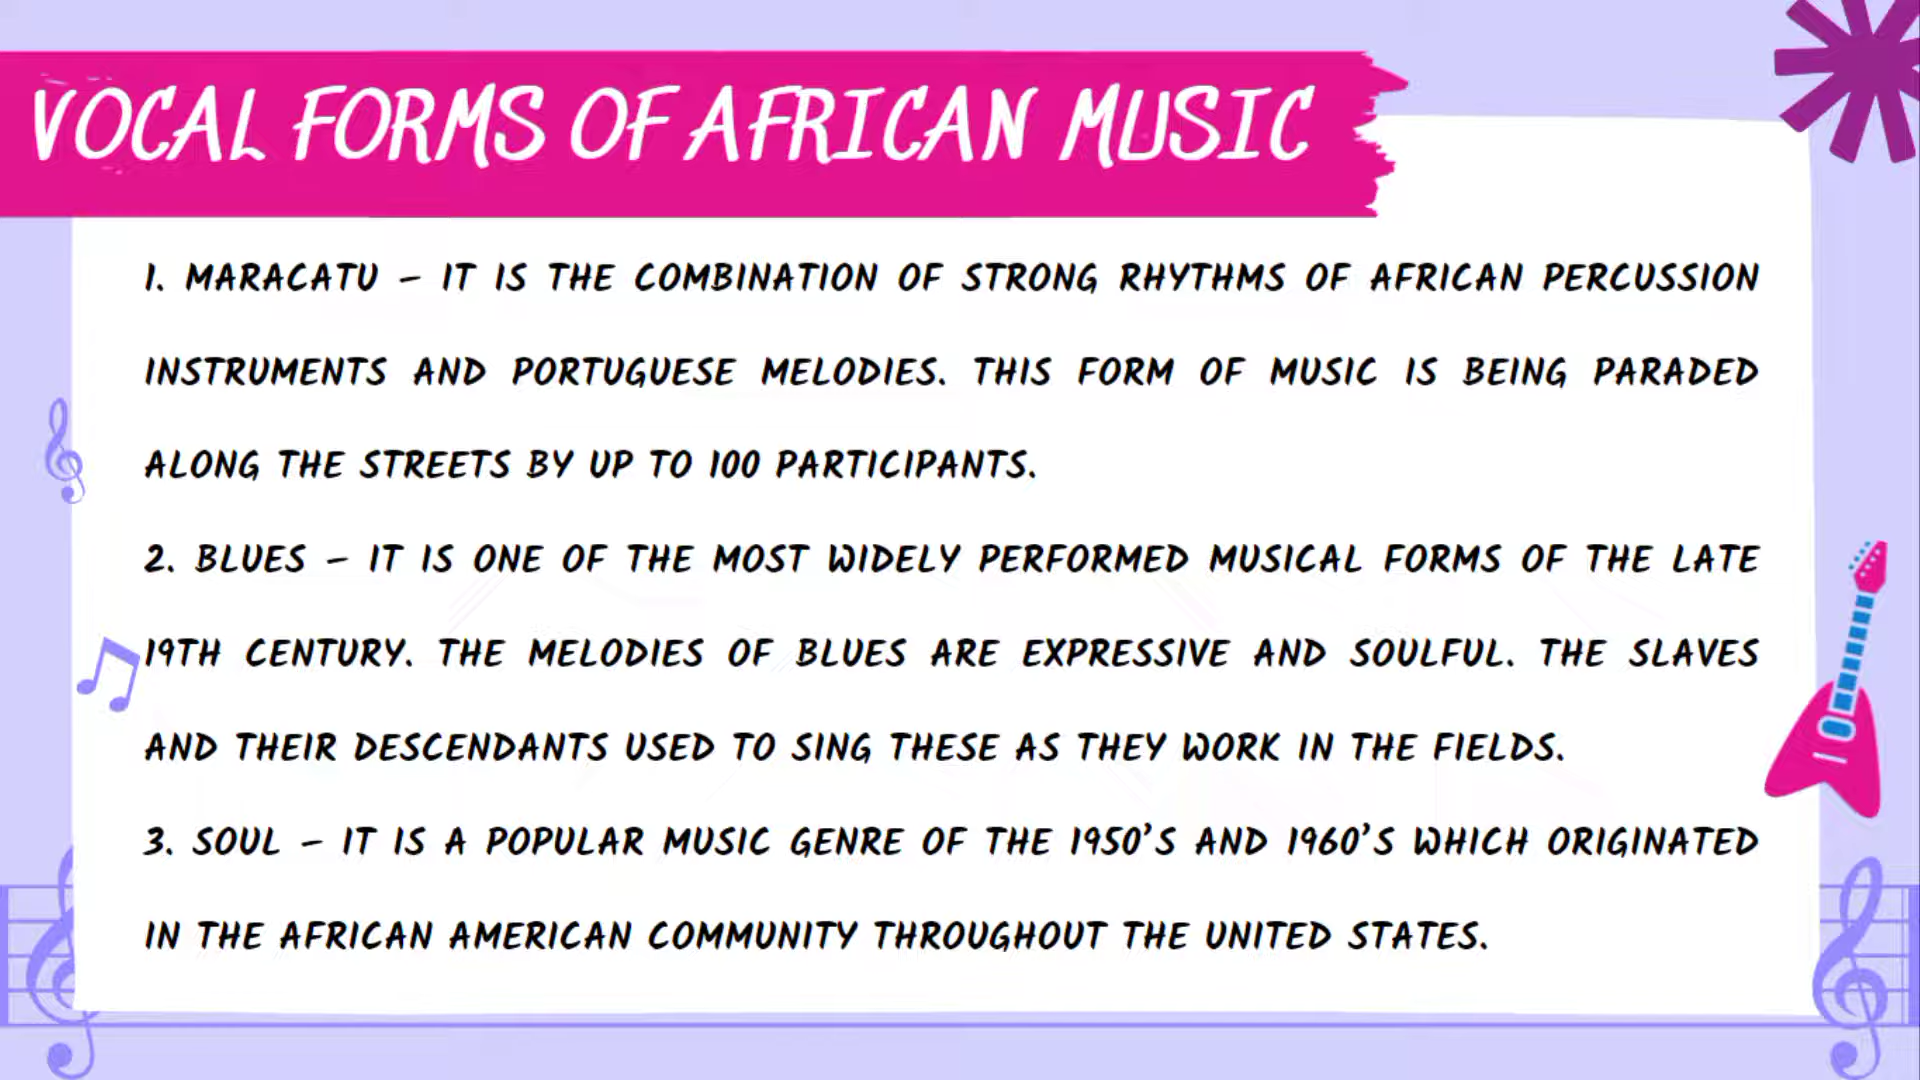 VOCAL FORMS OF AFRICAN MUSIC
1. MARACATU – IT IS THE COMBINATION OF STRONG RHYTHMS OF AFRICAN PERCUSSION
INSTRUMENTS AND PORTUGUESE MELODIES. THIS FORM OF MUSIC IS BEING PARADED
ALONG THE STREETS BY UP TO 100 PARTICIPANTS.
2. BLUES – IT IS ONE OF THE MOST WIDELY PERFORMED MUSICAL FORMS OF THE LATE
19TH CENTURY. THE MELODIES OF BLUES ARE EXPRESSIVE AND SOULFUL. THE SLAVES
AND THEIR DESCENDANTS USED TO SING THESE AS THEY WORK IN THE FIELDS.
3. SOUL – IT IS A POPULAR MUSIC GENRE OF THE 1950’S AND 1960’S WHICH ORIGINATED
IN THE AFRICAN AMERICAN COMMUNITY THROUGHOUT THE UNITED STATES.